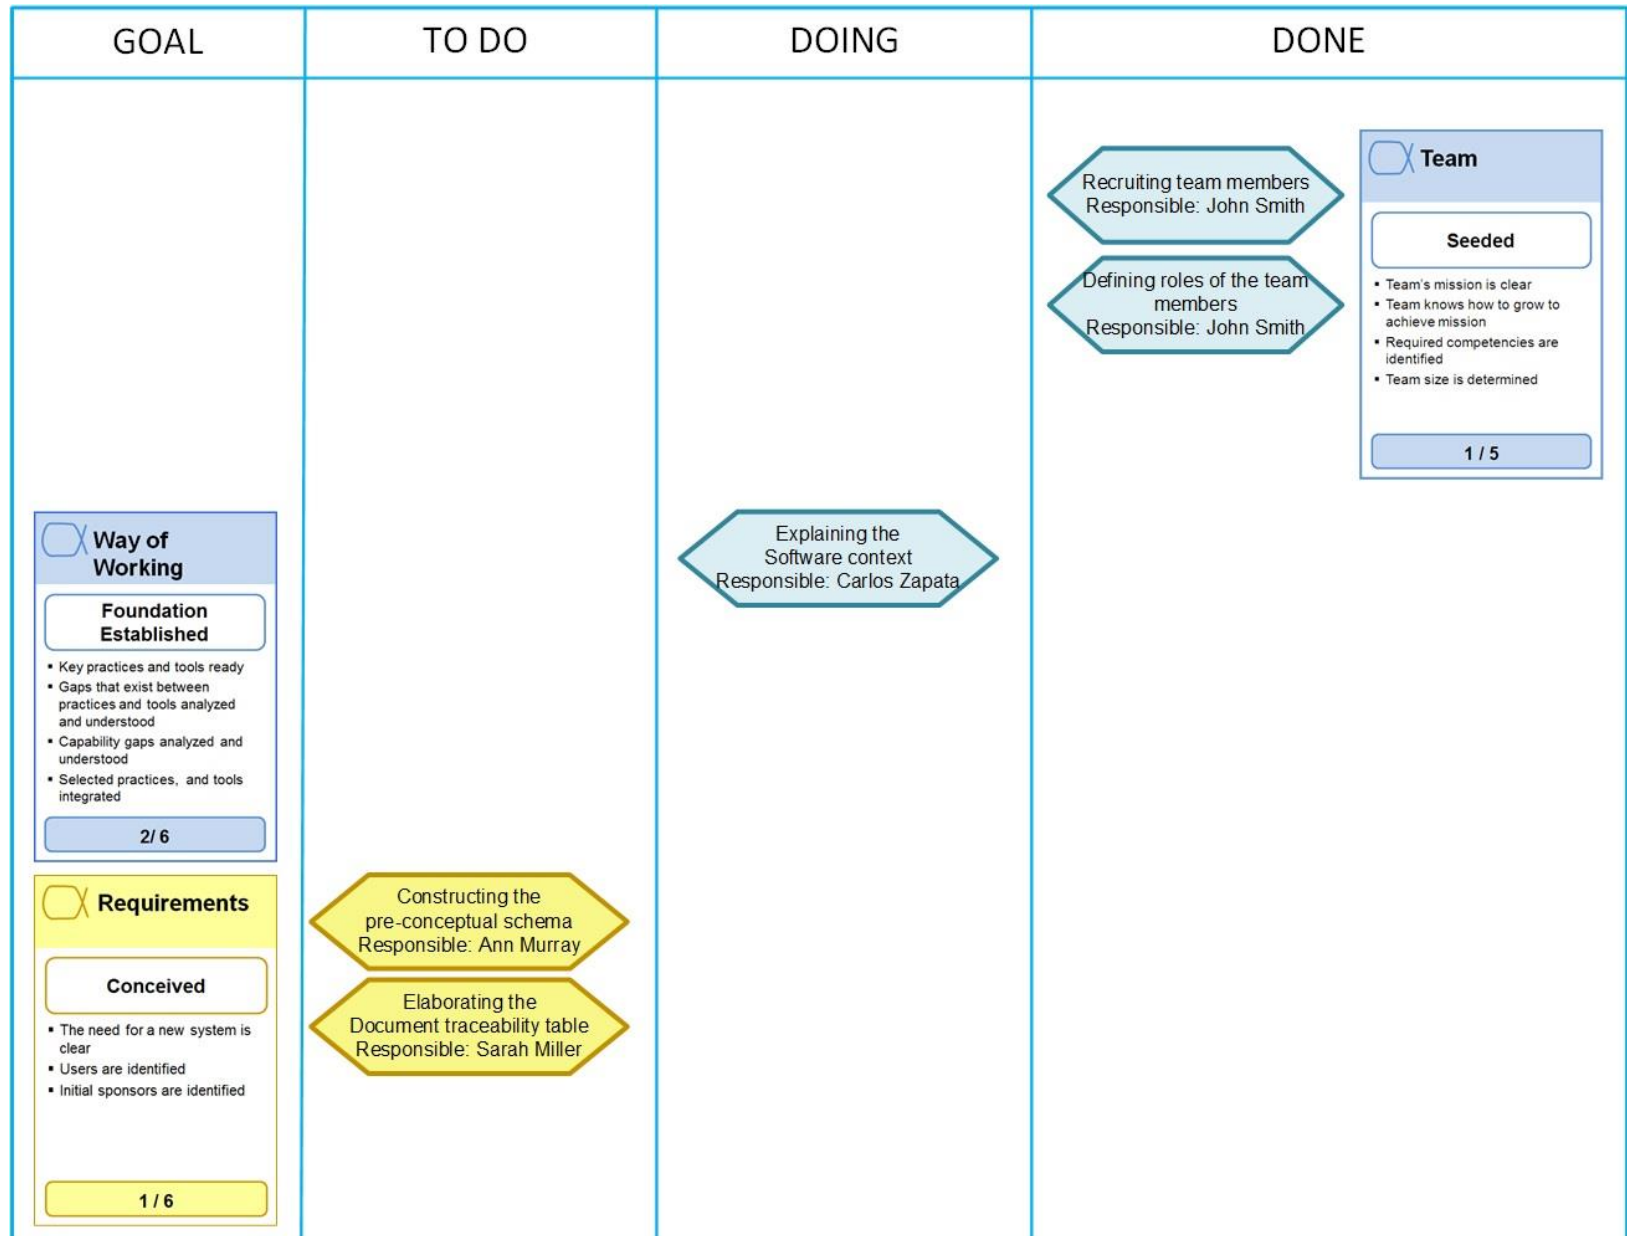 GOAL
TO DO
DOING
DONE
Recruiting team members
Responsible: John Smith
Defining roles of the team
members
Responsible: John Smith
Team
Seeded
▪ Team's mission is clear
▪ Team knows how to grow to
achieve mission
▪ Required competencies are
identified
▪ Team size is determined
1 / 5
Way of
Working
Foundation
Established
▪ Key practices and tools ready
▪ Gaps that exist between
practices and tools analyzed
and understood
▪ Capability gaps analyzed and
understood
▪ Selected practices, and tools
integrated
2/ 6
Explaining the
Software context
Responsible: Carlos Zapata
Requirements
Conceived
▪ The need for a new system is
clear
▪ Users are identified
▪ Initial sponsors are identified
1 / 6
Constructing the
pre-conceptual schema
Responsible: Ann Murray
Elaborating the
Document traceability table
Responsible: Sarah Miller